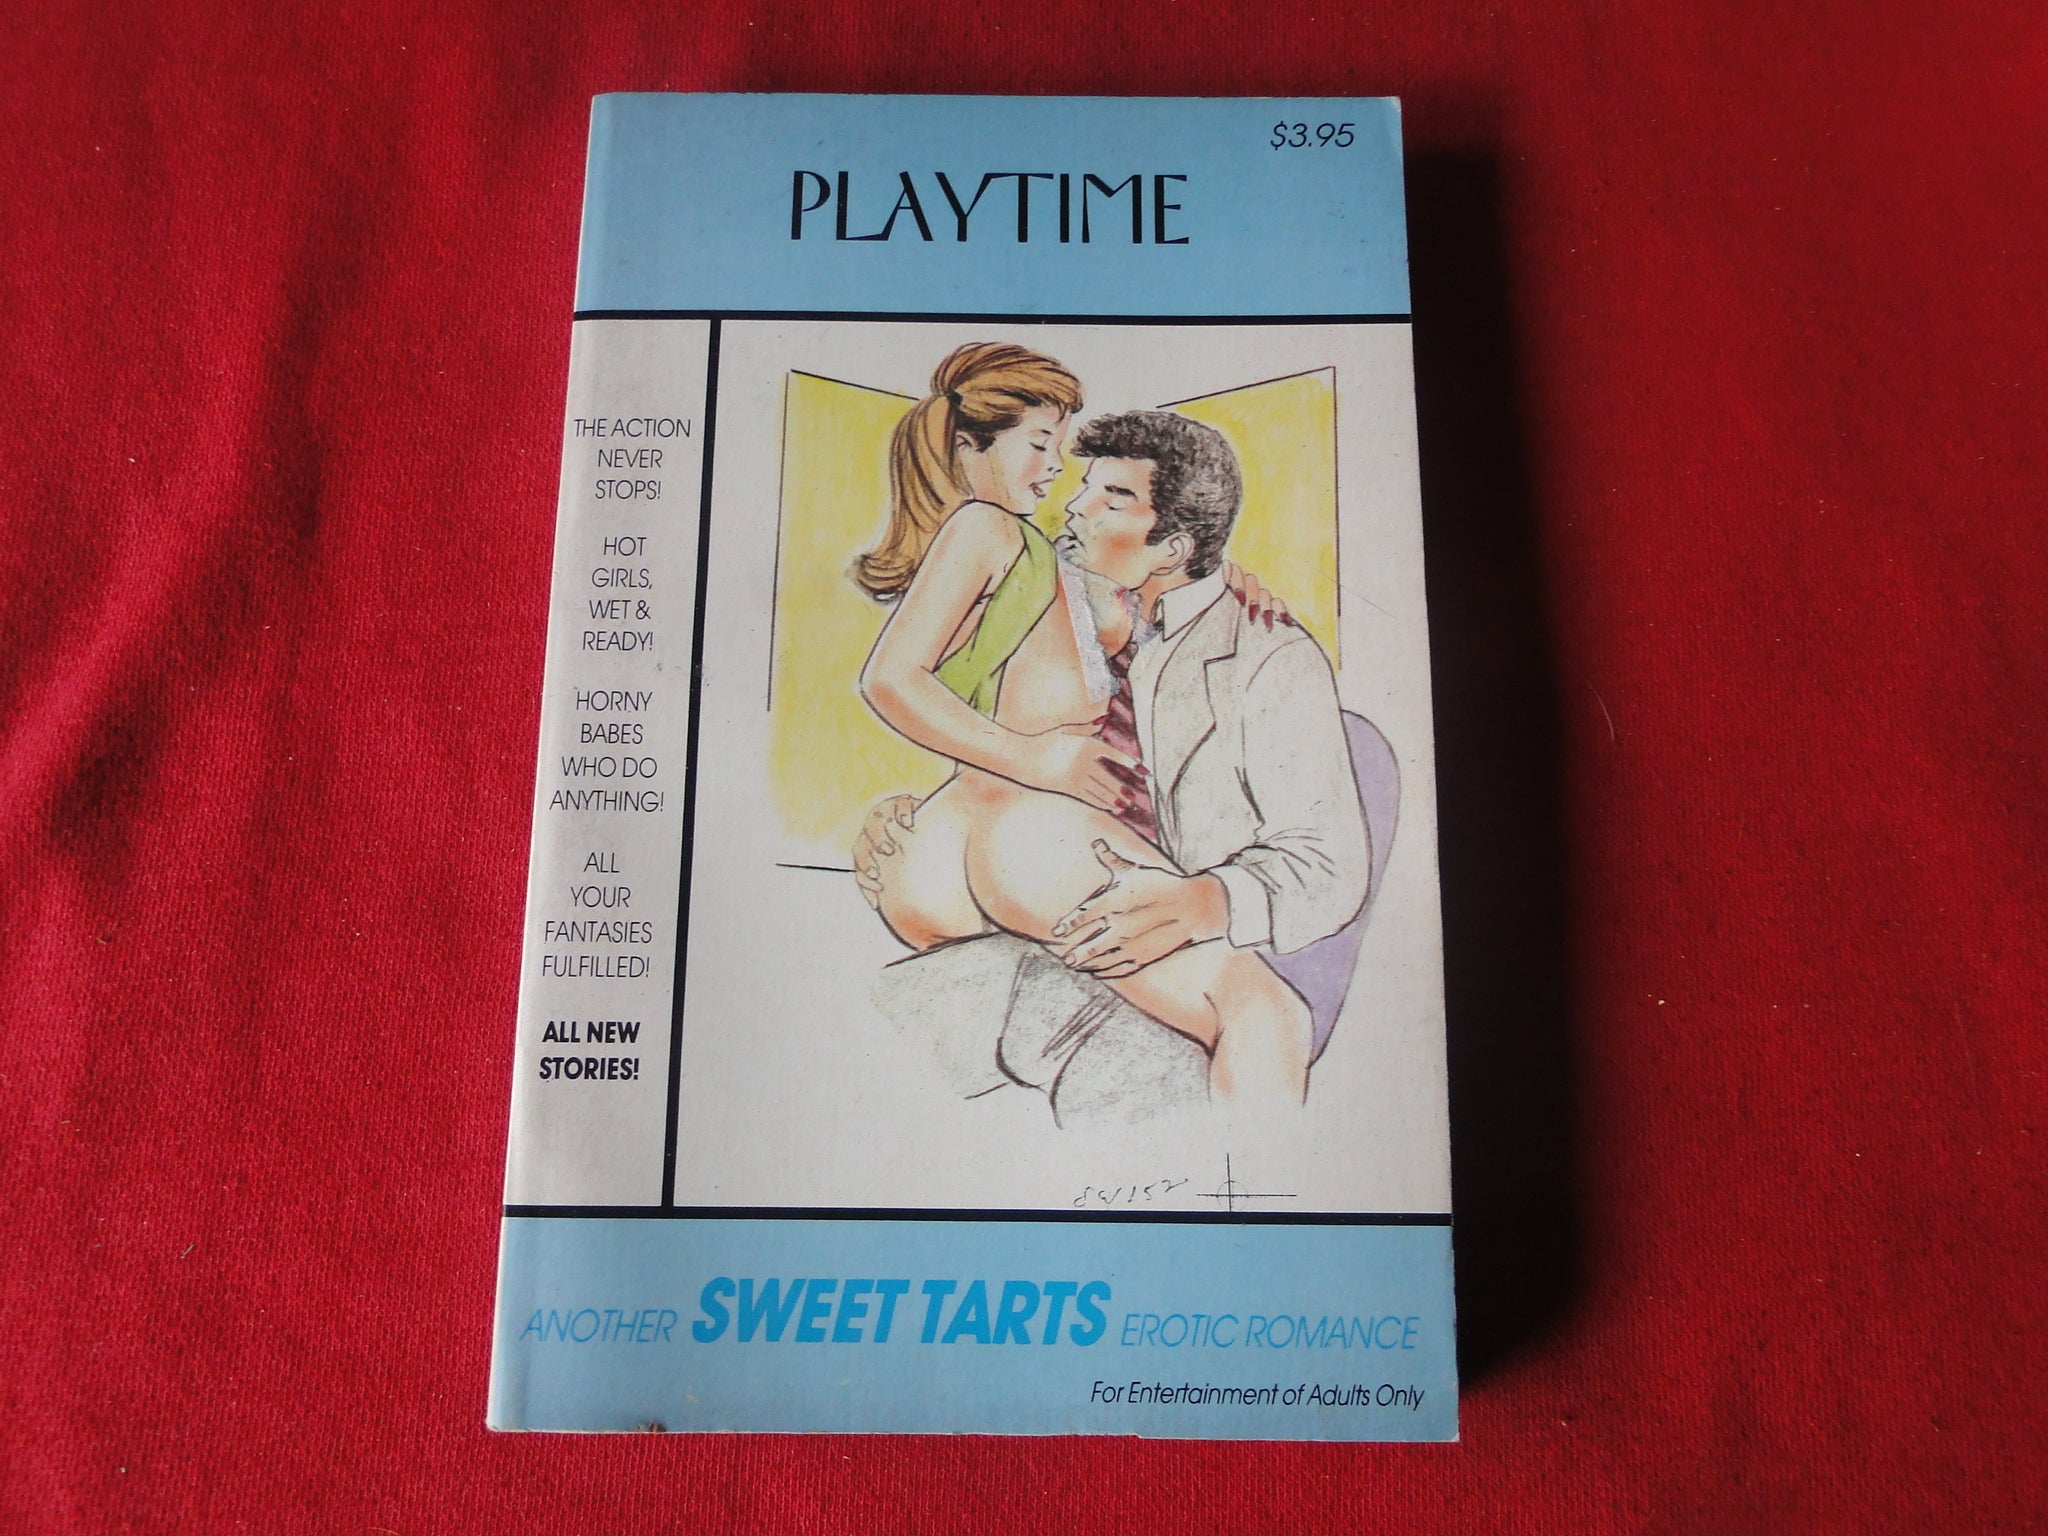 $3.95
PLAYTIME
THE ACTION
NEVER
STOPS!
HOT
GIRLS,
WET &
READY!
HORNY
BABES
WHO DO
ANYTHING!
ALL
YOUR
FANTASIES
FULFILLED!
ALL NEW
STORIES!
ANOTHER SWEET TARTS EROTIC ROMANCE
For Entertainment of Adults Only